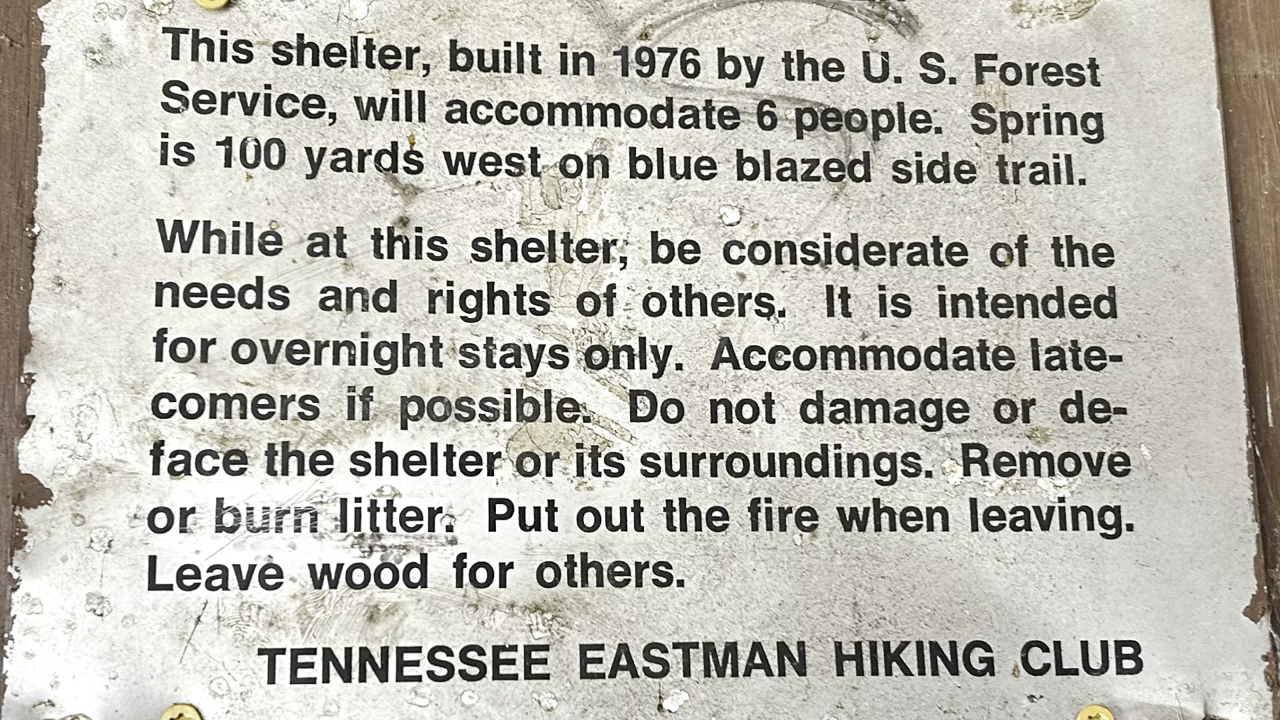 This shelter, built in 1976 by the U. S. Forest
Service, will accommodate 6 people. Spring
is 100 yards west on blue blazed side trail.
While at this shelter, be considerate of the
needs and rights of others. It is intended
for overnight stays only. Accommodate late-
comers if possible. Do not damage or de-
face the shelter or its surroundings. Remove
or burn litter. Put out the fire when leaving.
Leave wood for others.
TENNESSEE EASTMAN HIKING CLUB